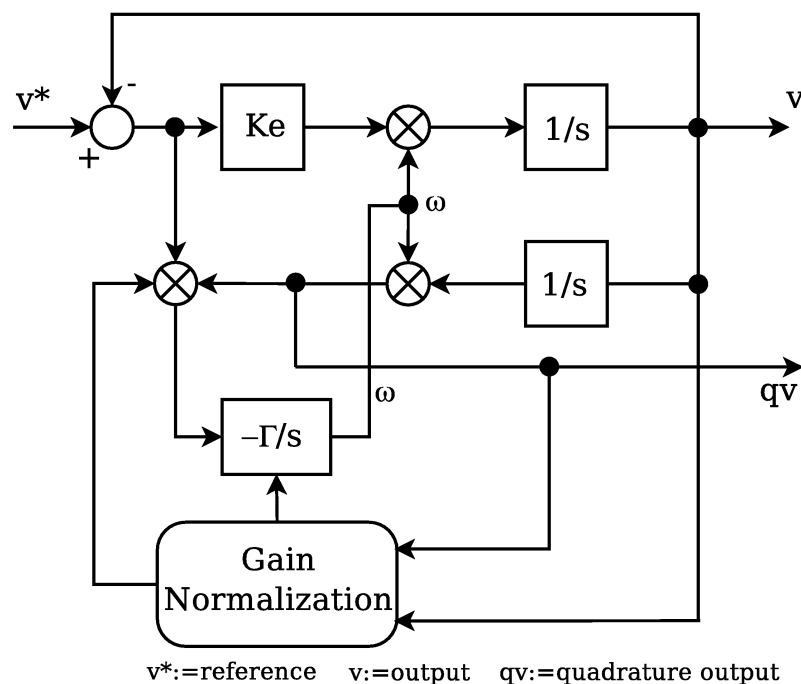 -
v*
Ke
1/s
v
+
ω
1/s
ω
qv
–Γ/s
Gain
Normalization
v*:=reference v:=output qv:=quadrature output